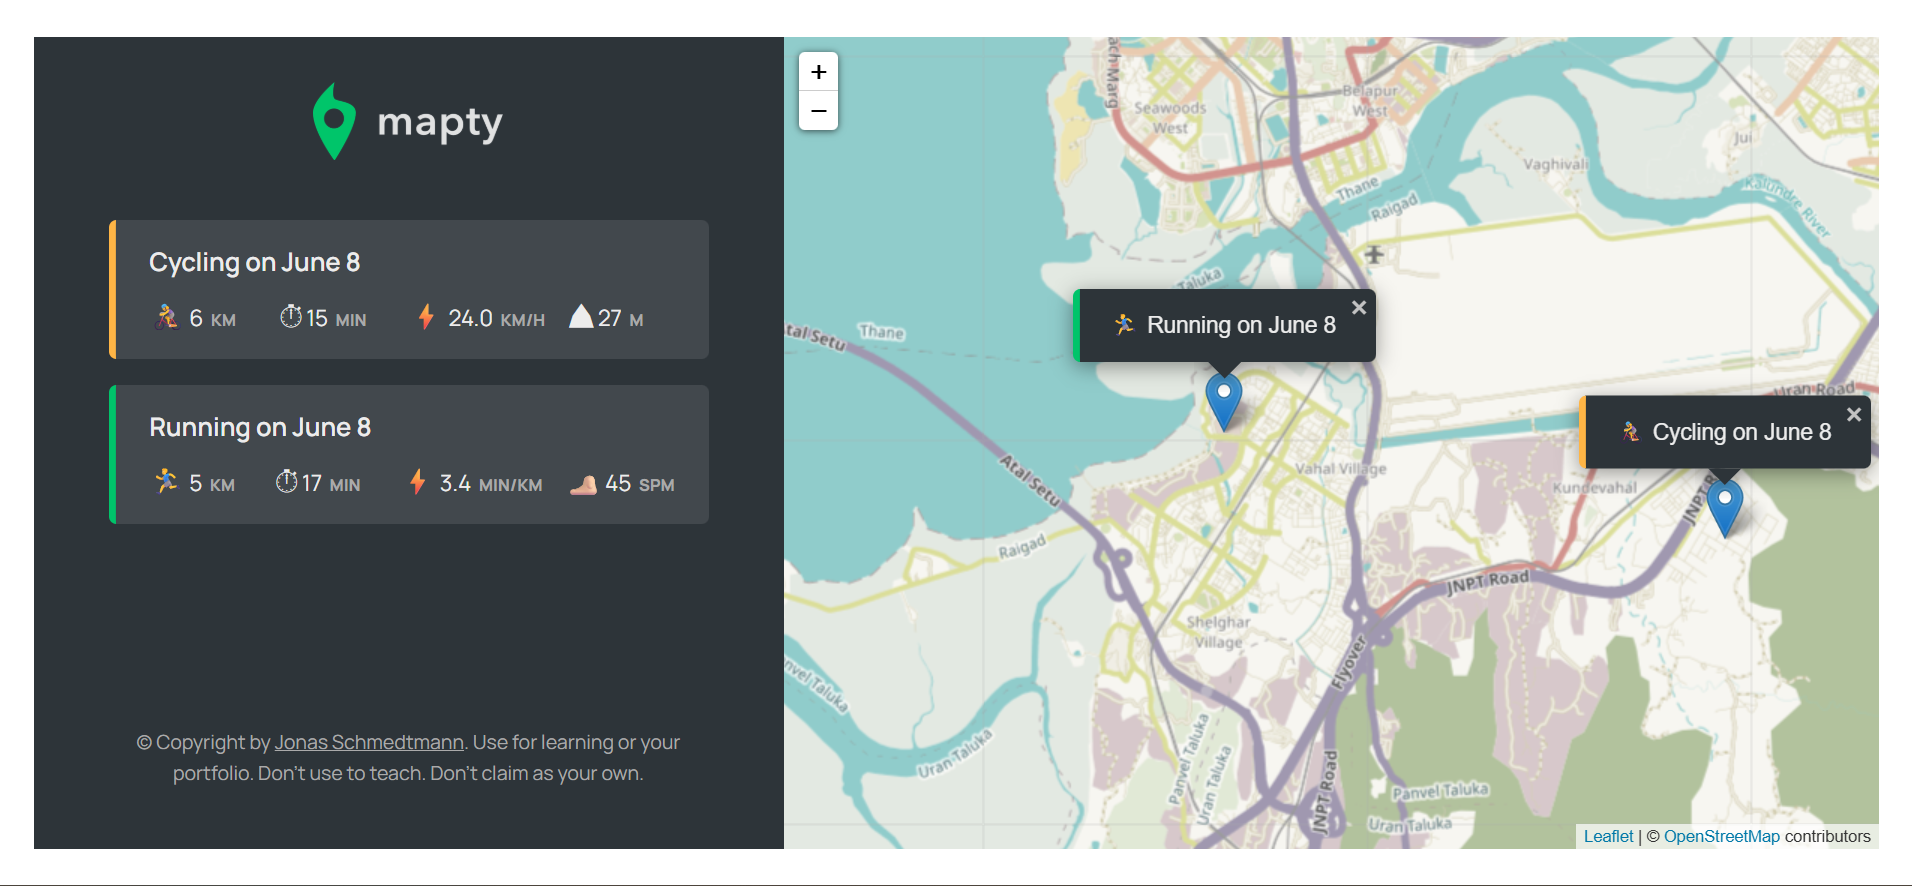 mapty
Cycling on June 8
6 KM
15 MIN
24.0 KM/H
27 M
Running on June 8
5 KM
17 MIN
3.4 MIN/KM
45 SPM
© Copyright by Jonas Schmedtmann. Use for learning or your
portfolio. Don't use to teach. Don't claim as your own.
+
−
ach Marg
Seawoods
West
Belapur
West
Jui
Vaghivali
Thane
Raigad
Kalundre River
Taluka
×
Running on June 8
tal Setu
Thane
Uran Road
×
Cycling on June 8
Atal Setu
Vahal Village
Kundevahal
JNPT R
Raigad
JNPT Road
Shelghar
Village
Flyover
nvel Taluka
Uran Taluka
Panvel Taluka
Uran Taluka
JNPT Road
Panvel Taluka
Uran Taluka
Leaflet | © OpenStreetMap contributors